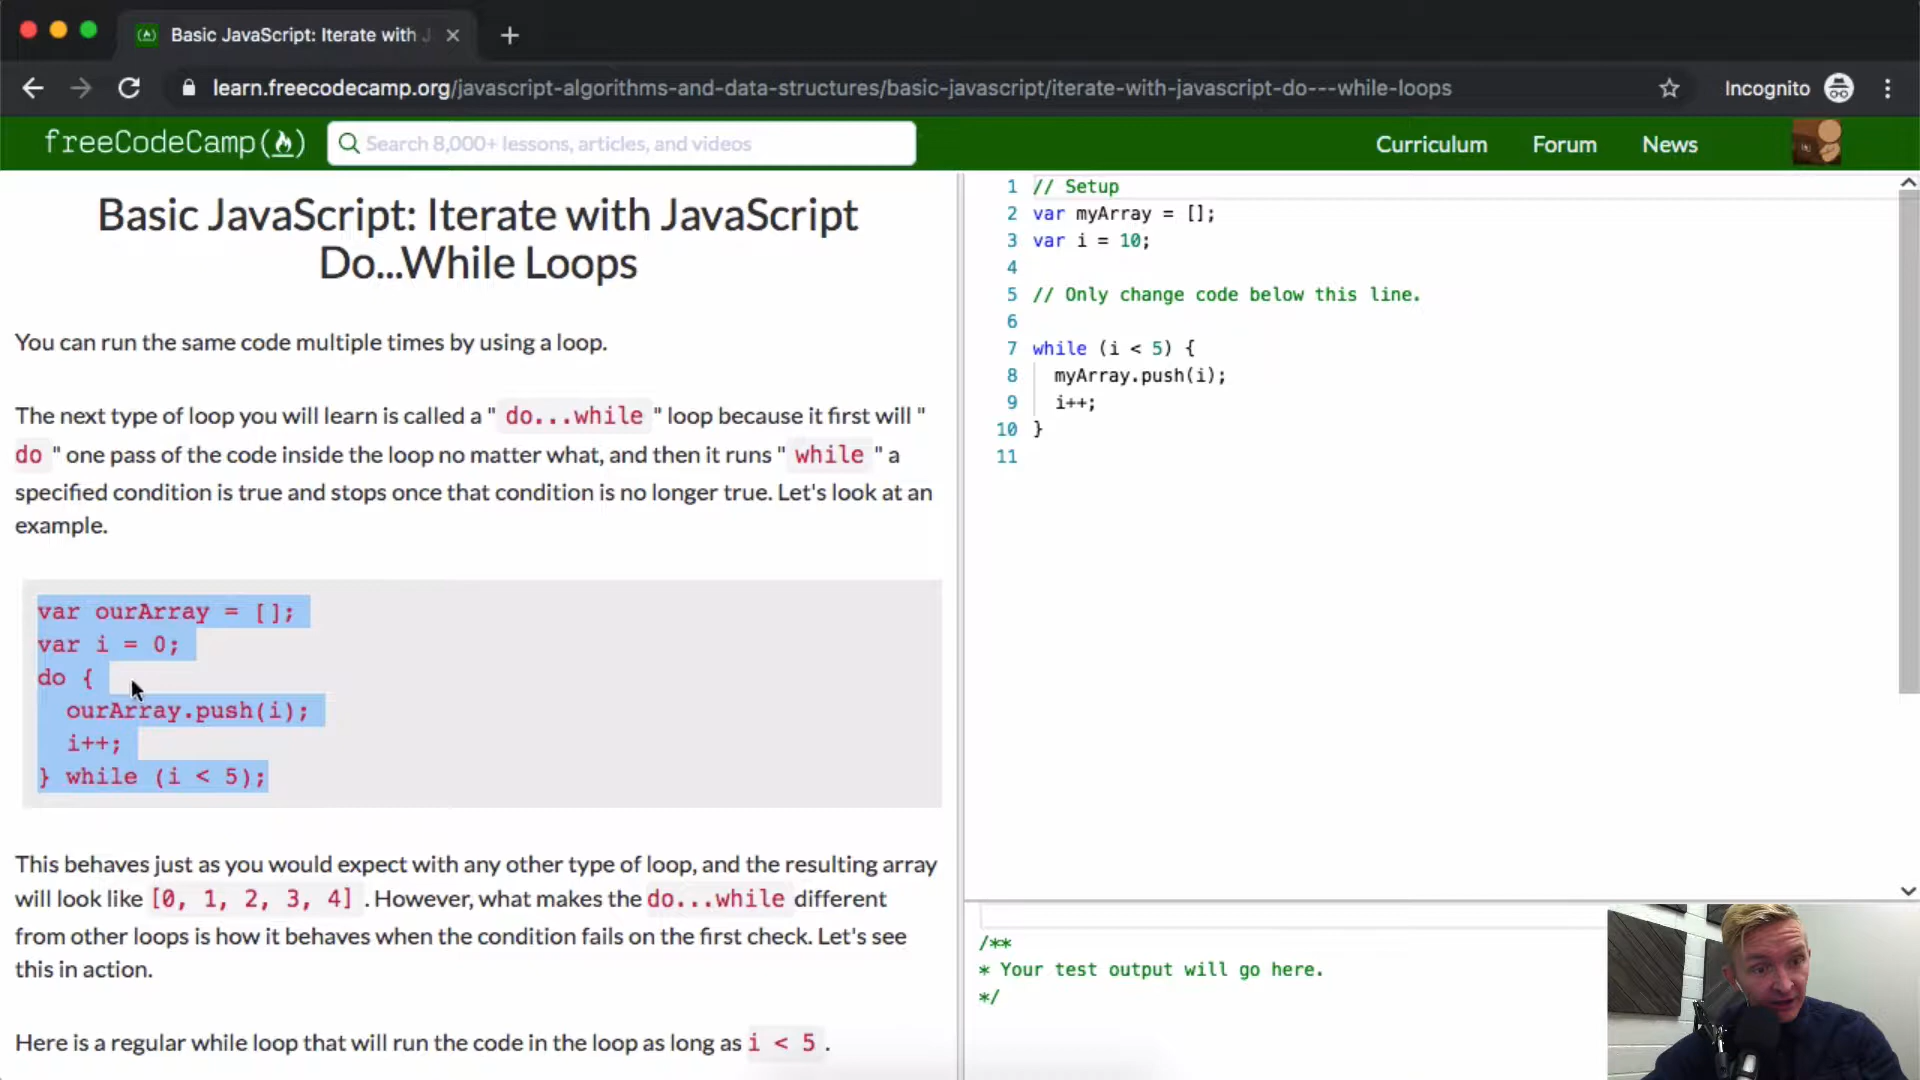 Basic JavaScript: Iterate with J
learn.freecodecamp.org/javascript-algorithms-and-data-structures/basic-javascript/iterate-with-javascript-do---while-loops
Incognito
freeCodeCamp
Search 8,000+ lessons, articles, and videos
Curriculum
Forum
News
Basic JavaScript: Iterate with JavaScript
Do...While Loops
You can run the same code multiple times by using a loop.
The next type of loop you will learn is called a " do...while " loop because it first will "
do " one pass of the code inside the loop no matter what, and then it runs " while " a
specified condition is true and stops once that condition is no longer true. Let's look at an
example.
var ourArray = [];
var i = 0;
do {
ourArray.push(i);
i++;
} while (i < 5);
This behaves just as you would expect with any other type of loop, and the resulting array
will look like [0, 1, 2, 3, 4] . However, what makes the do...while different
from other loops is how it behaves when the condition fails on the first check. Let's see
this in action.
Here is a regular while loop that will run the code in the loop as long as i < 5 .
1 // Setup
2 var myArray = [];
3 var i = 10;
4
5 // Only change code below this line.
6
7 while (i < 5) {
8 myArray.push(i);
9 i++;
10 }
11
/**
* Your test output will go here.
*/